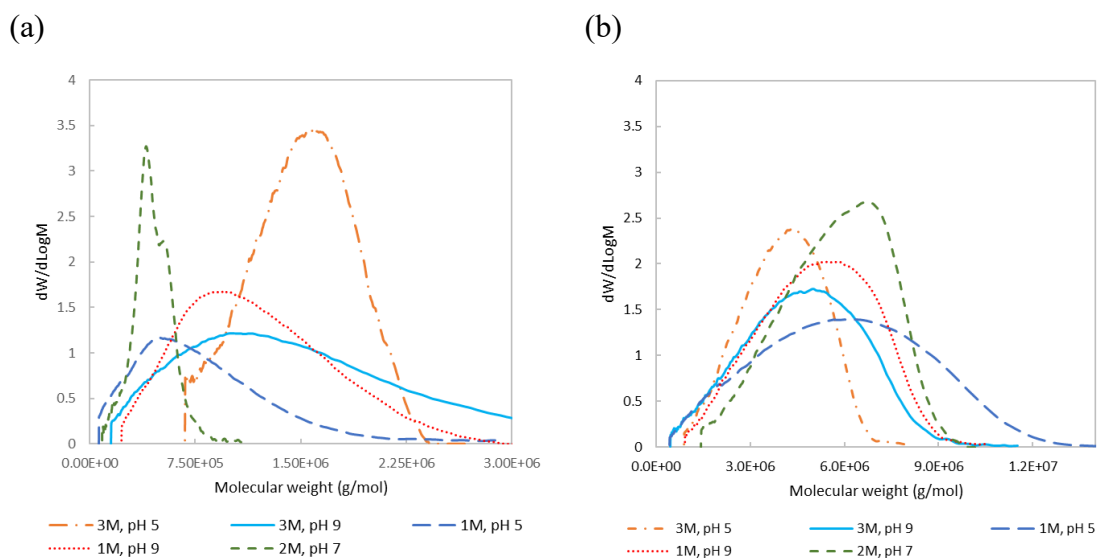 (a)
4
3.5
3
2.5
2
1.5
1
0.5
0
dW/dLogM
0.00E+00 7.50E+05 1.50E+06 2.25E+06 3.00E+06
Molecular weight (g/mol)
3M, pH 5 3M, pH 9 1M, pH 5
1M, pH 9 2M, pH 7
(b)
4
3.5
3
2.5
2
1.5
1
0.5
0
dW/dLogM
0.0E+00 3.0E+06 6.0E+06 9.0E+06 1.2E+07
Molecular weight (g/mol)
3M, pH 5 3M, pH 9 1M, pH 5
1M, pH 9 2M, pH 7